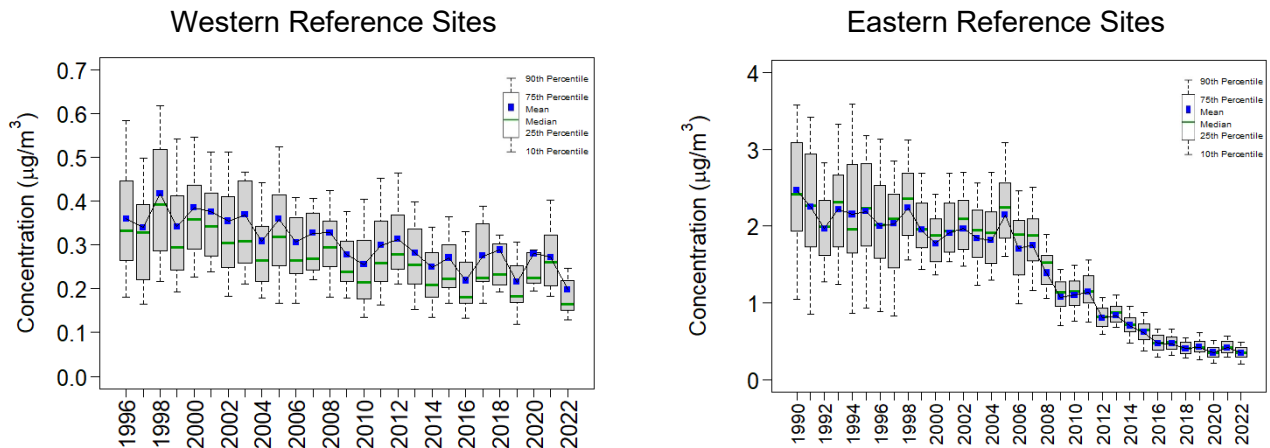 Western Reference Sites
Concentration (μg/m³)
0.7
0.6
0.5
0.4
0.3
0.2
0.1
0.0
90th Percentile
75th Percentile
Mean
Median
25th Percentile
10th Percentile
1996
1998
2000
2002
2004
2006
2008
2010
2012
2014
2016
2018
2020
2022
Eastern Reference Sites
Concentration (μg/m³)
4
3
2
1
0
90th Percentile
75th Percentile
Mean
Median
25th Percentile
10th Percentile
1990
1992
1994
1996
1998
2000
2002
2004
2006
2008
2010
2012
2014
2016
2018
2020
2022